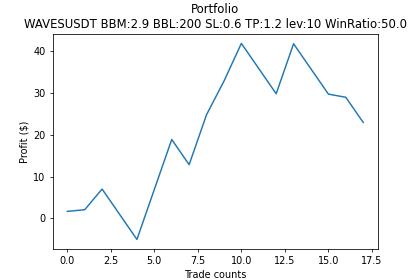 Portfolio
WAVESUSDT BBM:2.9 BBL:200 SL:0.6 TP:1.2 lev:10 WinRatio:50.0
40
30
20
10
0
Profit ($)
0.0 2.5 5.0 7.5 10.0 12.5 15.0 17.5
Trade counts